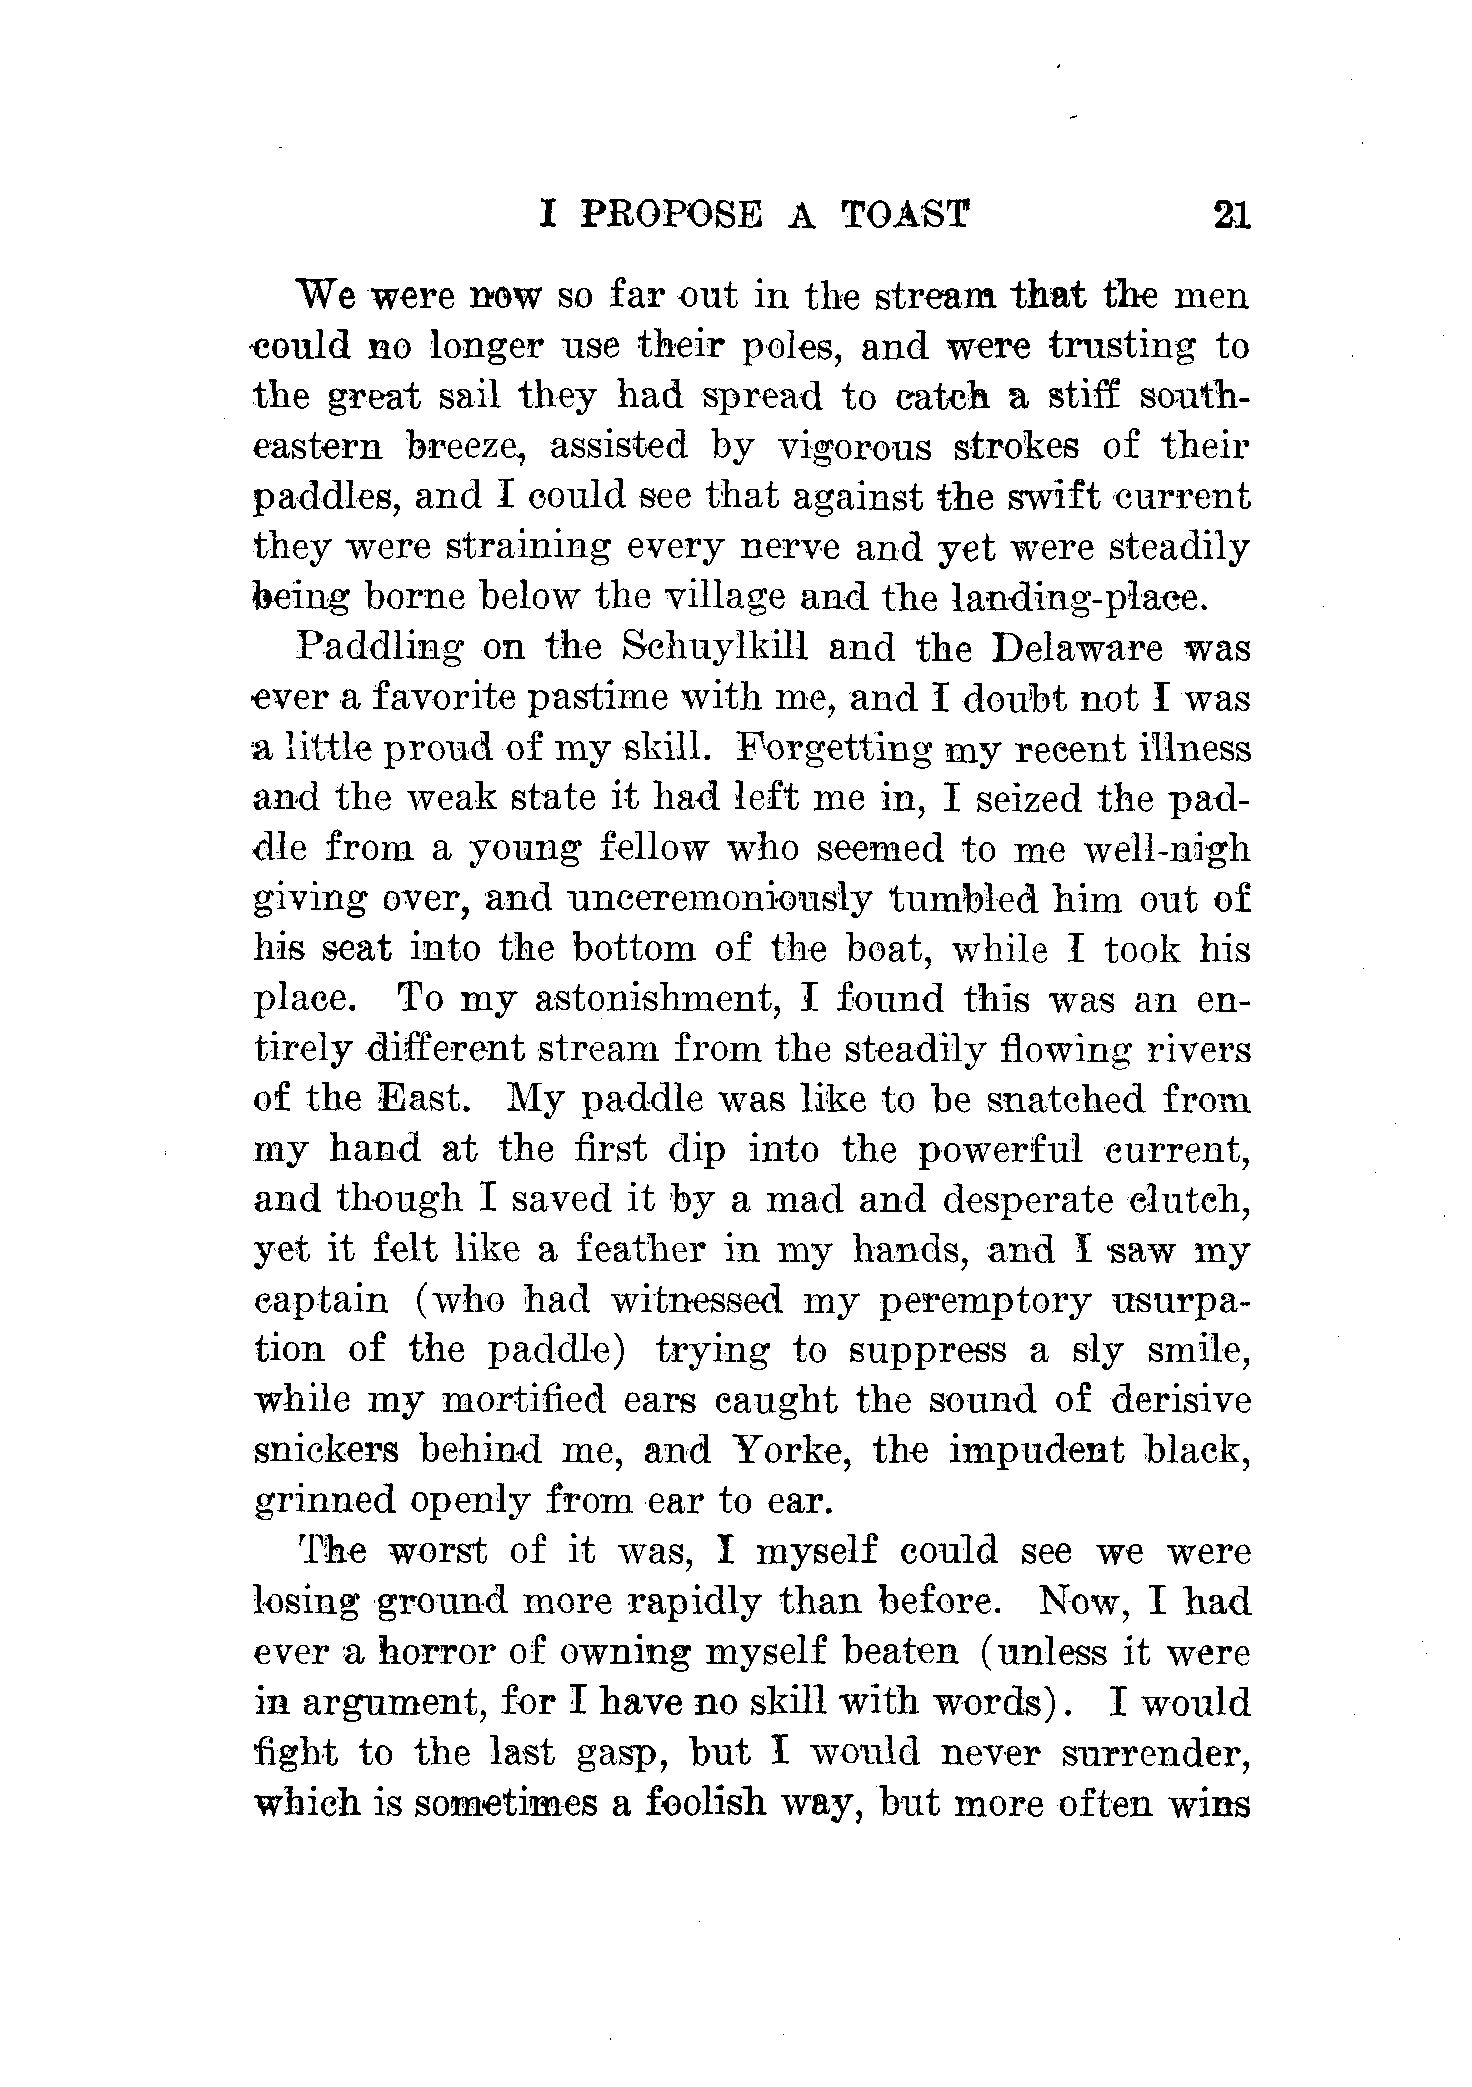 I PROPOSE A TOAST 21
We were now so far out in the stream that the men
could no longer use their poles, and were trusting to
the great sail they had spread to catch a stiff south-
eastern breeze, assisted by vigorous strokes of their
paddles, and I could see that against the swift current
they were straining every nerve and yet were steadily
being borne below the village and the landing-place.
Paddling on the Schuylkill and the Delaware was
ever a favorite pastime with me, and I doubt not I was
a little proud of my skill. Forgetting my recent illness
and the weak state it had left me in, I seized the pad-
dle from a young fellow who seemed to me well-nigh
giving over, and unceremoniously tumbled him out of
his seat into the bottom of the boat, while I took his
place. To my astonishment, I found this was an en-
tirely different stream from the steadily flowing rivers
of the East. My paddle was like to be snatched from
my hand at the first dip into the powerful current,
and though I saved it by a mad and desperate clutch,
yet it felt like a feather in my hands, and I saw my
captain (who had witnessed my peremptory usurpa-
tion of the paddle) trying to suppress a sly smile,
while my mortified ears caught the sound of derisive
snickers behind me, and Yorke, the impudent black,
grinned openly from ear to ear.
The worst of it was, I myself could see we were
losing ground more rapidly than before. Now, I had
ever a horror of owning myself beaten (unless it were
in argument, for I have no skill with words). I would
fight to the last gasp, but I would never surrender,
which is sometimes a foolish way, but more often wins